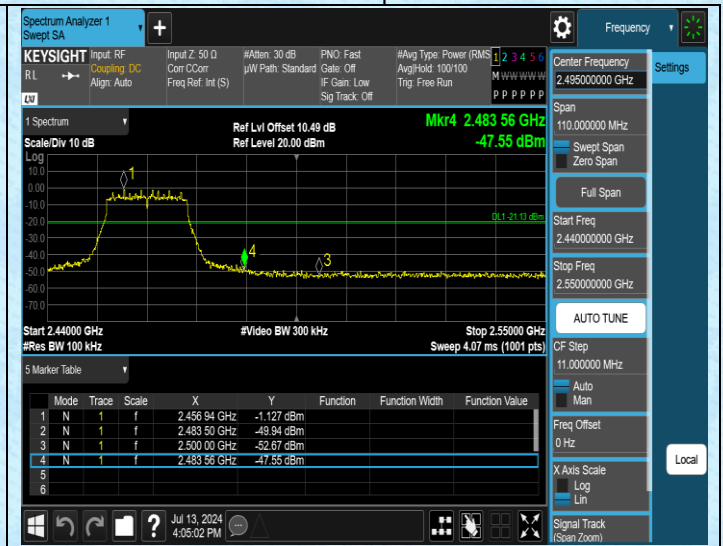 Spectrum Analyzer 1
Swept SA
+
Frequency
KEYSIGHT
RL
LXI
Input: RF
Coupling: DC
Align: Auto
Input Z: 50 Ω
Corr CCorr
Freq Ref: Int (S)
#Atten: 30 dB
µW Path: Standard
PNO: Fast
Gate: Off
IF Gain: Low
Sig Track: Off
#Avg Type: Power (RMS
Avg|Hold: 100/100
Trig: Free Run
1 2 3 4 5 6
M W W W W W
P P P P P P
1 Spectrum
Scale/Div 10 dB
Ref Lvl Offset 10.49 dB
Ref Level 20.00 dBm
Mkr4 2.483 56 GHz
-47.55 dBm
Log
10.0
0.00
-10.0
-20.0
-30.0
-40.0
-50.0
-60.0
-70.0
1
4
3
DL1 -21.13 dBm
Start 2.44000 GHz
#Res BW 100 kHz
#Video BW 300 kHz
Stop 2.55000 GHz
Sweep 4.07 ms (1001 pts)
5 Marker Table
Mode Trace Scale X Y Function Function Width Function Value
1 N 1 f 2.456 94 GHz -1.127 dBm
2 N 1 f 2.483 50 GHz -49.94 dBm
3 N 1 f 2.500 00 GHz -52.67 dBm
4 N 1 f 2.483 56 GHz -47.55 dBm
5
6
Jul 13, 2024
4:05:02 PM
?
Center Frequency
2.495000000 GHz
Span
110.000000 MHz
Swept Span
Zero Span
Full Span
Start Freq
2.440000000 GHz
Stop Freq
2.550000000 GHz
AUTO TUNE
CF Step
11.000000 MHz
Auto
Man
Freq Offset
0 Hz
X Axis Scale
Log
Lin
Signal Track
(Span Zoom)
Settings
Local